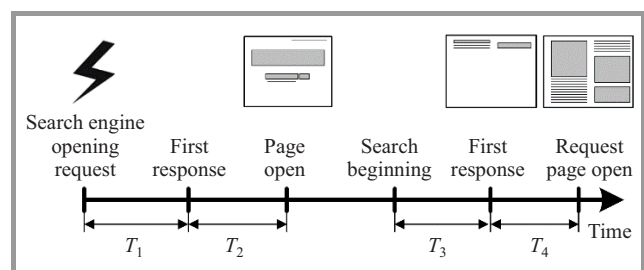 Search engine
opening
request
First
response
Page
open
Search
beginning
First
response
Request
page open
Time
T1
T2
T3
T4